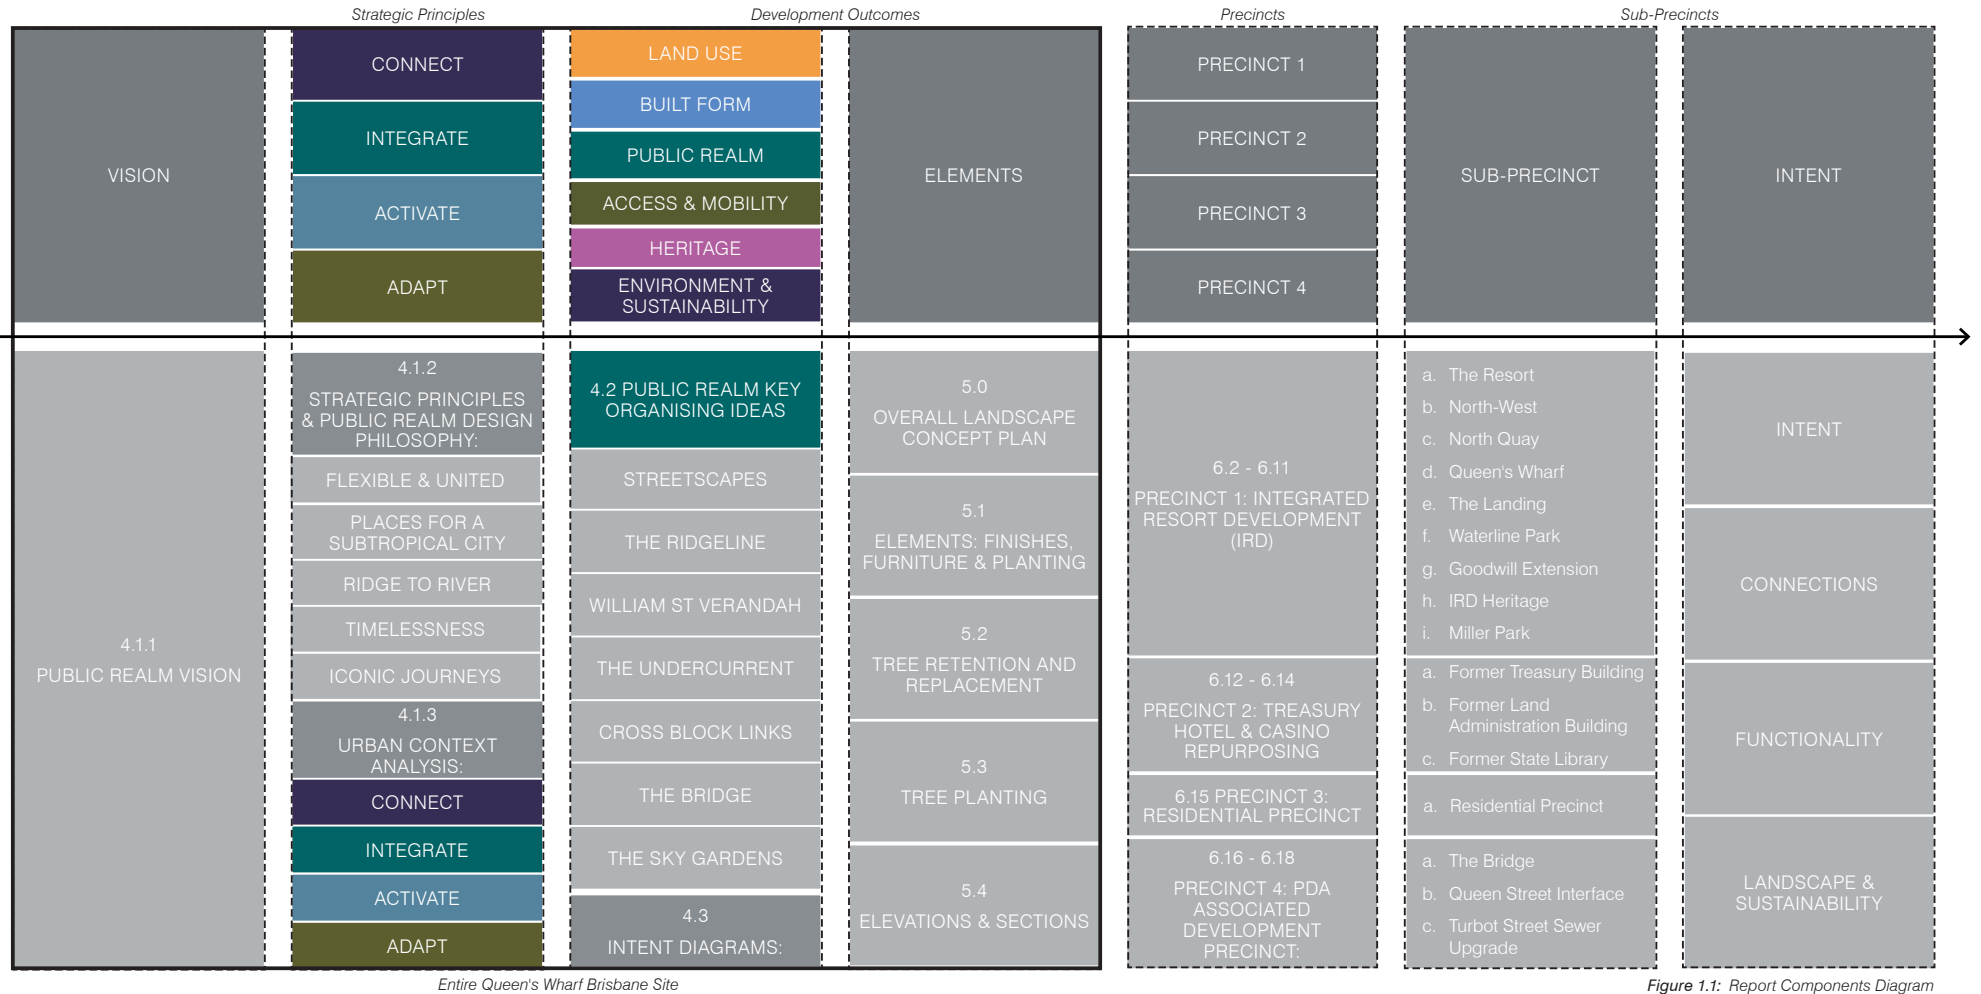 Strategic Principles
Development Outcomes
Precincts
Sub-Precincts
VISION
CONNECT
INTEGRATE
ACTIVATE
ADAPT
LAND USE
BUILT FORM
PUBLIC REALM
ACCESS & MOBILITY
HERITAGE
ENVIRONMENT &
SUSTAINABILITY
ELEMENTS
PRECINCT 1
PRECINCT 2
PRECINCT 3
PRECINCT 4
SUB-PRECINCT
INTENT
4.1.1
PUBLIC REALM VISION
4.1.2
STRATEGIC PRINCIPLES
& PUBLIC REALM DESIGN
PHILOSOPHY:
FLEXIBLE & UNITED
PLACES FOR A
SUBTROPICAL CITY
RIDGE TO RIVER
TIMELESSNESS
ICONIC JOURNEYS
4.1.3
URBAN CONTEXT
ANALYSIS:
CONNECT
INTEGRATE
ACTIVATE
ADAPT
4.2 PUBLIC REALM KEY
ORGANISING IDEAS
STREETSCAPES
THE RIDGELINE
WILLIAM ST VERANDAH
THE UNDERCURRENT
CROSS BLOCK LINKS
THE BRIDGE
THE SKY GARDENS
4.3
INTENT DIAGRAMS:
5.0
OVERALL LANDSCAPE
CONCEPT PLAN
5.1
ELEMENTS: FINISHES,
FURNITURE & PLANTING
5.2
TREE RETENTION AND
REPLACEMENT
5.3
TREE PLANTING
5.4
ELEVATIONS & SECTIONS
6.2 - 6.11
PRECINCT 1: INTEGRATED
RESORT DEVELOPMENT
(IRD)
6.12 - 6.14
PRECINCT 2: TREASURY
HOTEL & CASINO
REPURPOSING
6.15 PRECINCT 3:
RESIDENTIAL PRECINCT
6.16 - 6.18
PRECINCT 4: PDA
ASSOCIATED
DEVELOPMENT
PRECINCT:
a. The Resort
b. North-West
c. North Quay
d. Queen's Wharf
e. The Landing
f. Waterline Park
g. Goodwill Extension
h. IRD Heritage
i. Miller Park
a. Former Treasury Building
b. Former Land
Administration Building
c. Former State Library
a. Residential Precinct
a. The Bridge
b. Queen Street Interface
c. Turbot Street Sewer
Upgrade
INTENT
CONNECTIONS
FUNCTIONALITY
LANDSCAPE &
SUSTAINABILITY
Entire Queen's Wharf Brisbane Site
Figure 1.1: Report Components Diagram